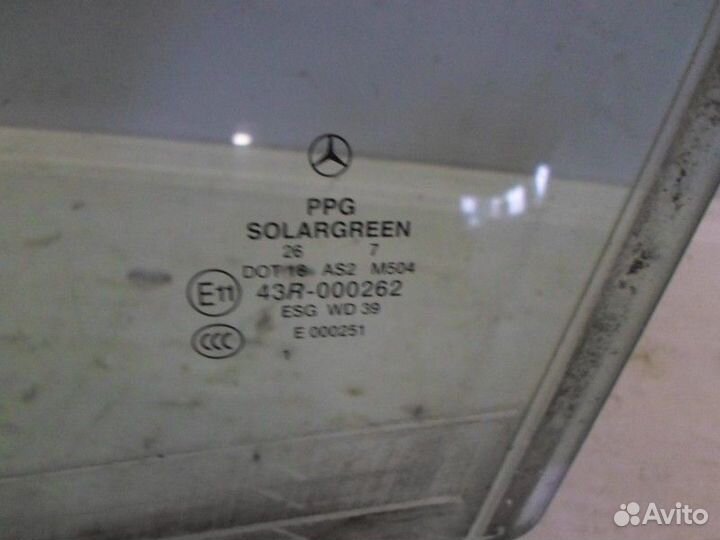 PPG
SOLARGREEN
26 7
DOT 18 AS2 M504
E11 43R-000262
ESG WD 39
CCC E 000251
Avito